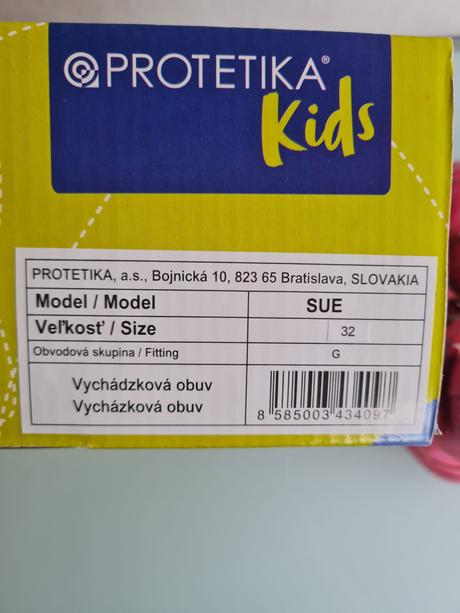 PROTETIKA®
Kids
PROTETIKA, a.s., Bojnická 10, 823 65 Bratislava, SLOVAKIA
Model / Model SUE
Veľkosť / Size 32
Obvodová skupina / Fitting G
Vychádzková obuv
Vycházková obuv
8 585003 434097